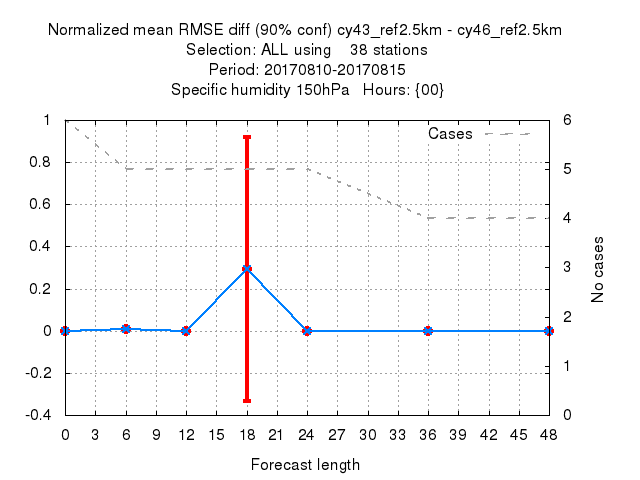 Normalized mean RMSE diff (90% conf) cy43_ref2.5km - cy46_ref2.5km
Selection: ALL using 38 stations
Period: 20170810-20170815
Specific humidity 150hPa Hours: {00}
Cases
1
0.8
0.6
0.4
0.2
0
-0.2
-0.4
6
5
4
3
2
1
0
No cases
0 3 6 9 12 15 18 21 24 27 30 33 36 39 42 45 48
Forecast length